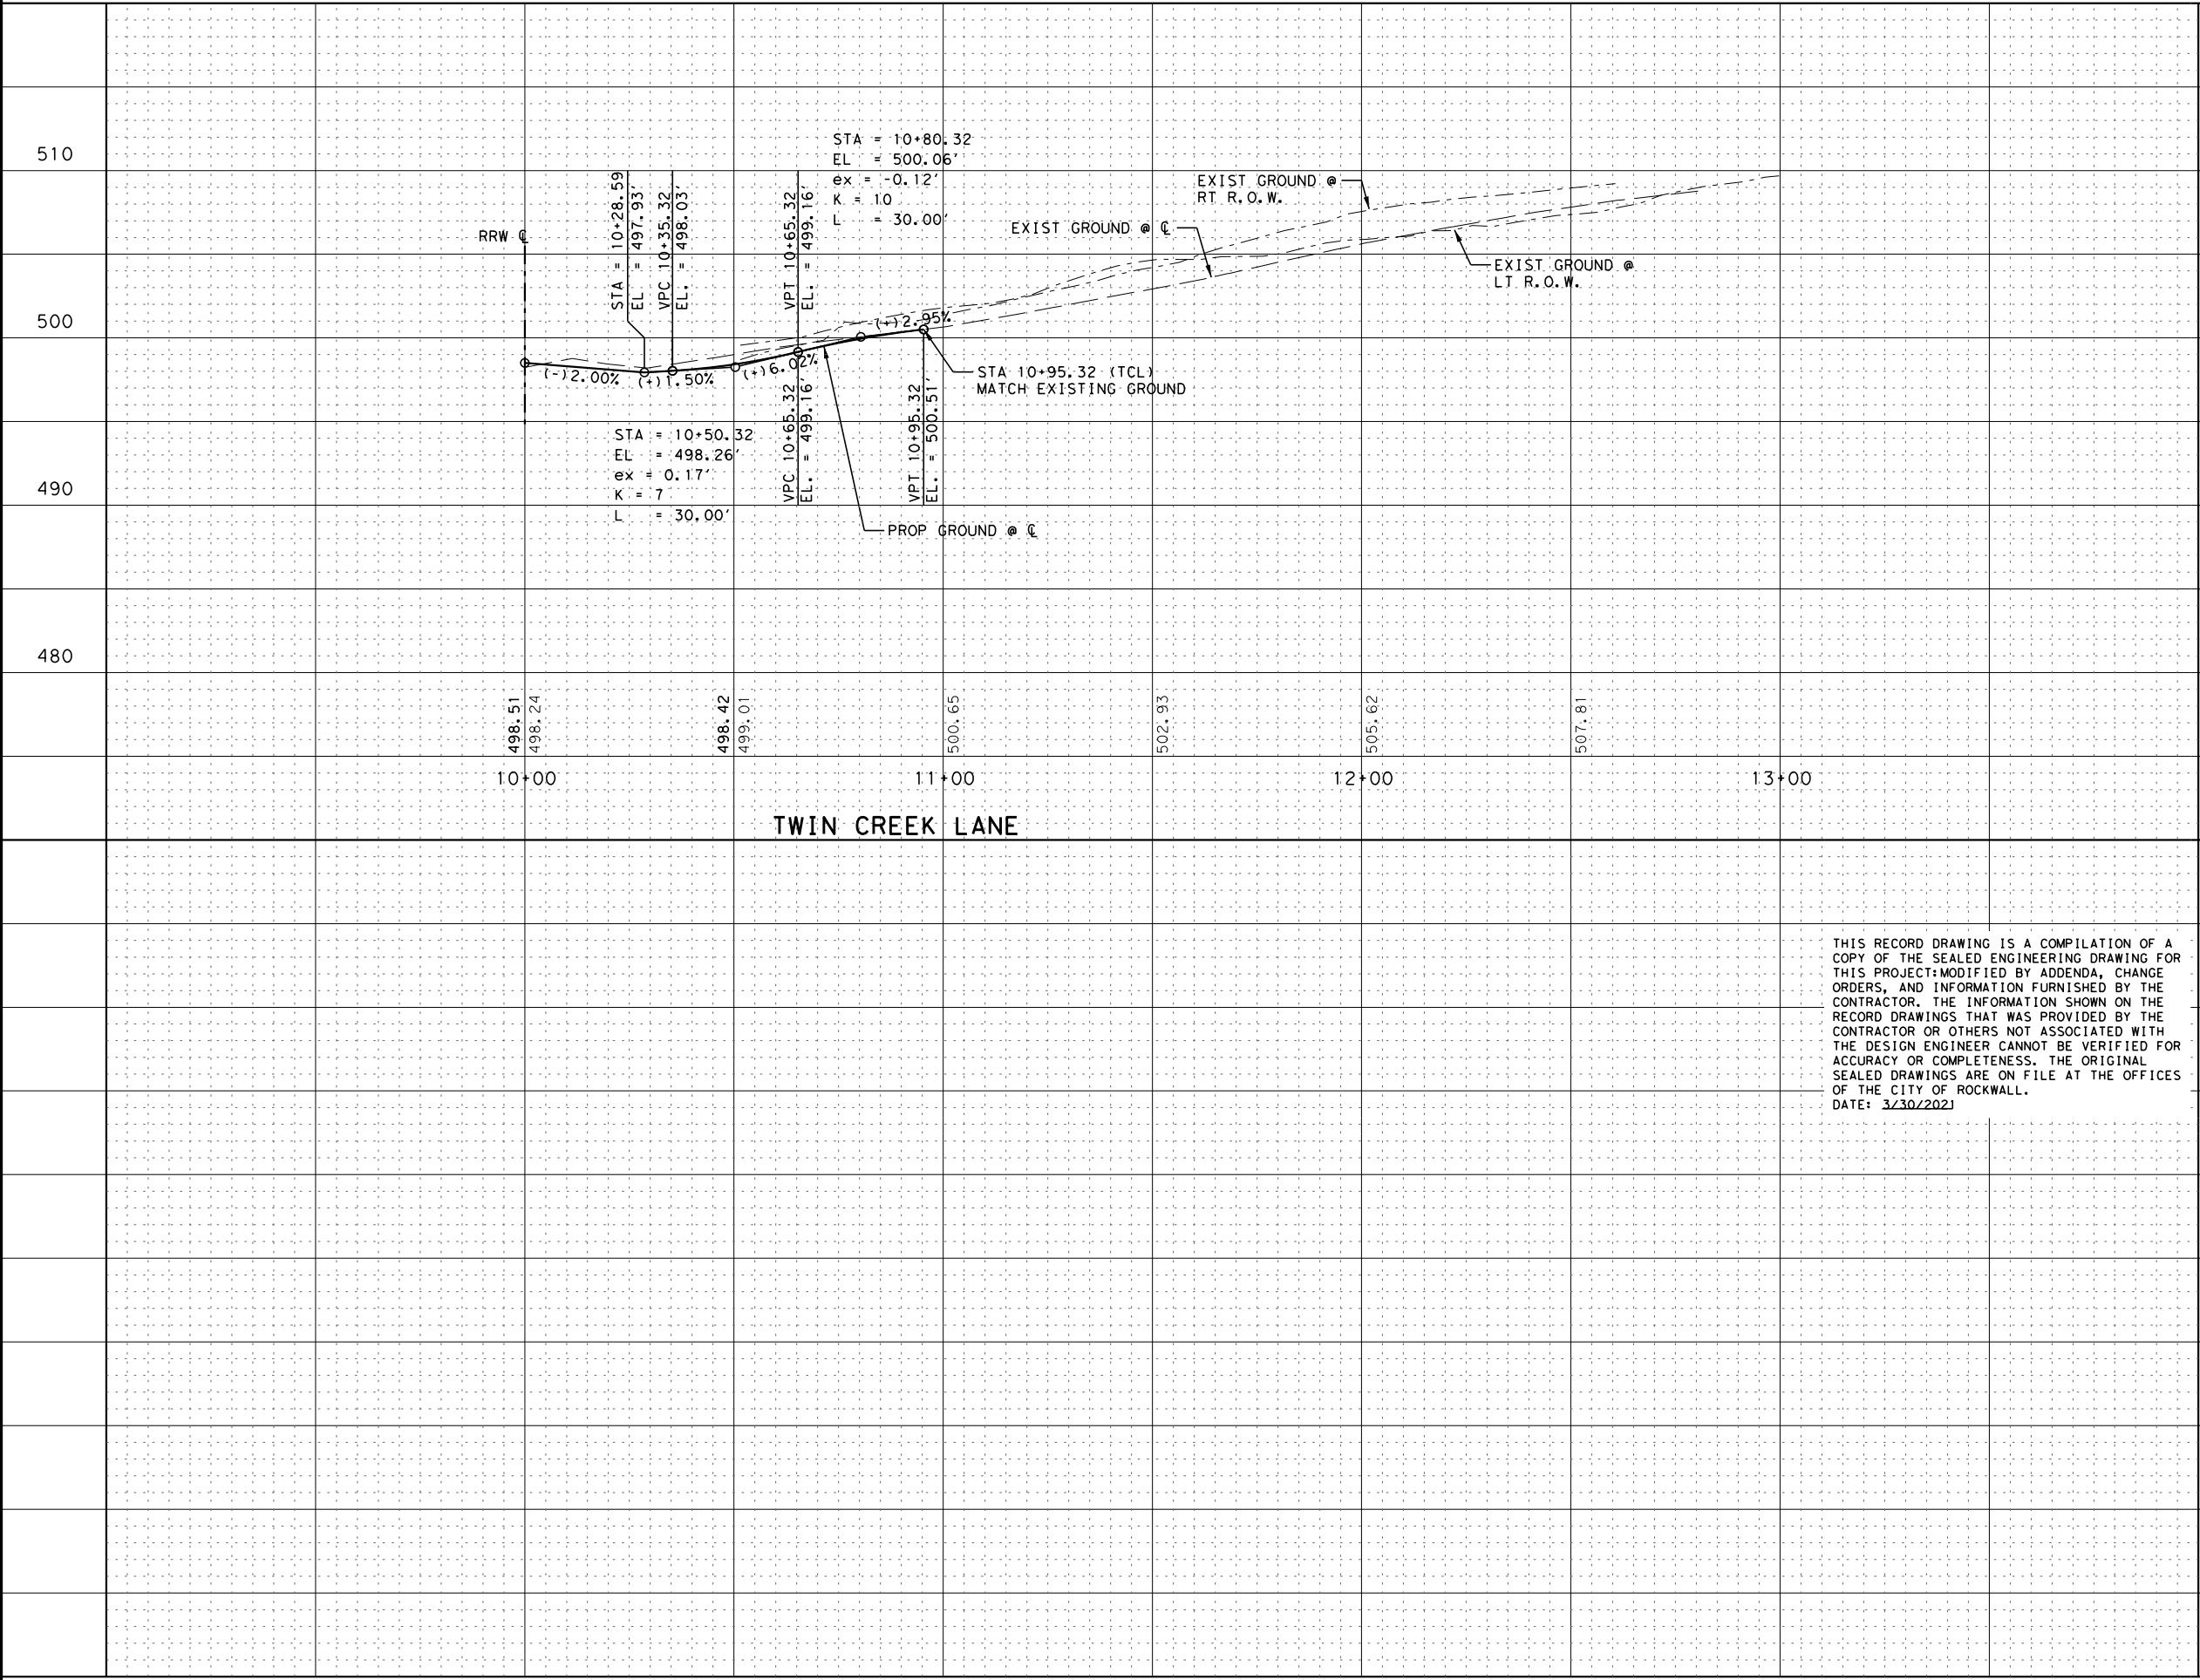 510
500
490
480
RRW ℄
STA = 10+28.59
EL = 497.93'
VPC 10+35.32
EL. = 498.03'
VPT 10+65.32
EL. = 499.16'
STA = 10+80.32
EL = 500.06'
ex = -0.12'
K = 10
L = 30.00'
EXIST GROUND @
RT R.O.W.
EXIST GROUND @ ℄
EXIST GROUND @
LT R.O.W.
(-)2.00%
(+)1.50%
(+)6.02%
(+)2.95%
STA 10+95.32 (TCL)
MATCH EXISTING GROUND
STA = 10+50.32
EL = 498.26'
ex = 0.17'
K = 7
L = 30.00'
VPC 10+65.32
EL. = 499.16'
VPT 10+95.32
EL. = 500.51'
PROP GROUND @ ℄
498.51
498.24
498.42
499.01
500.65
502.93
505.62
507.81
10+00
11+00
12+00
13+00
TWIN CREEK LANE
THIS RECORD DRAWING IS A COMPILATION OF A
COPY OF THE SEALED ENGINEERING DRAWING FOR
THIS PROJECT:MODIFIED BY ADDENDA, CHANGE
ORDERS, AND INFORMATION FURNISHED BY THE
CONTRACTOR. THE INFORMATION SHOWN ON THE
RECORD DRAWINGS THAT WAS PROVIDED BY THE
CONTRACTOR OR OTHERS NOT ASSOCIATED WITH
THE DESIGN ENGINEER CANNOT BE VERIFIED FOR
ACCURACY OR COMPLETENESS. THE ORIGINAL
SEALED DRAWINGS ARE ON FILE AT THE OFFICES
OF THE CITY OF ROCKWALL.
DATE: 3/30/2021